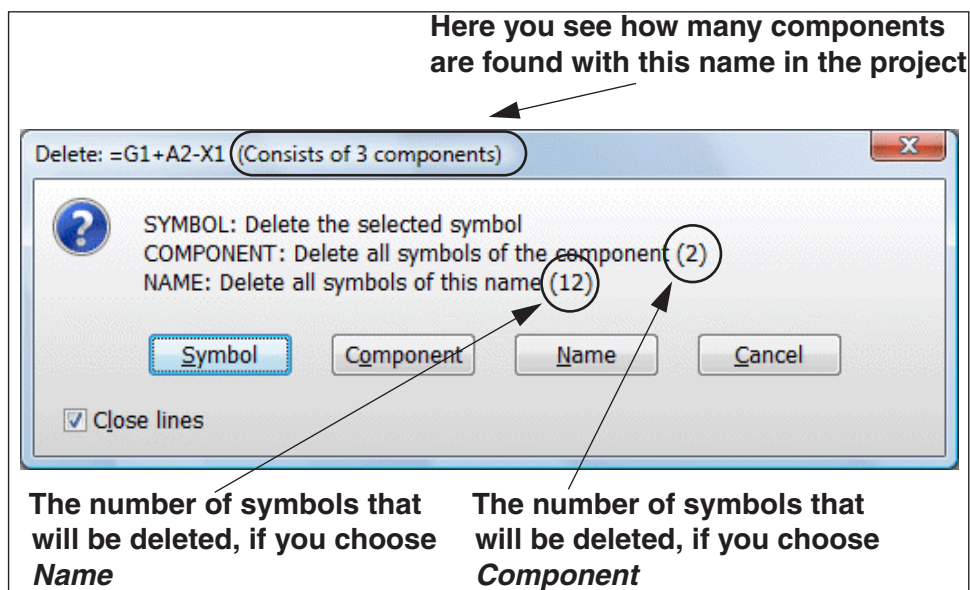 Here you see how many components
are found with this name in the project
Delete: =G1+A2-X1 (Consists of 3 components)
SYMBOL: Delete the selected symbol
COMPONENT: Delete all symbols of the component (2)
NAME: Delete all symbols of this name (12)
Symbol Component Name Cancel
Close lines
The number of symbols that
will be deleted, if you choose
Name
The number of symbols that
will be deleted, if you choose
Component